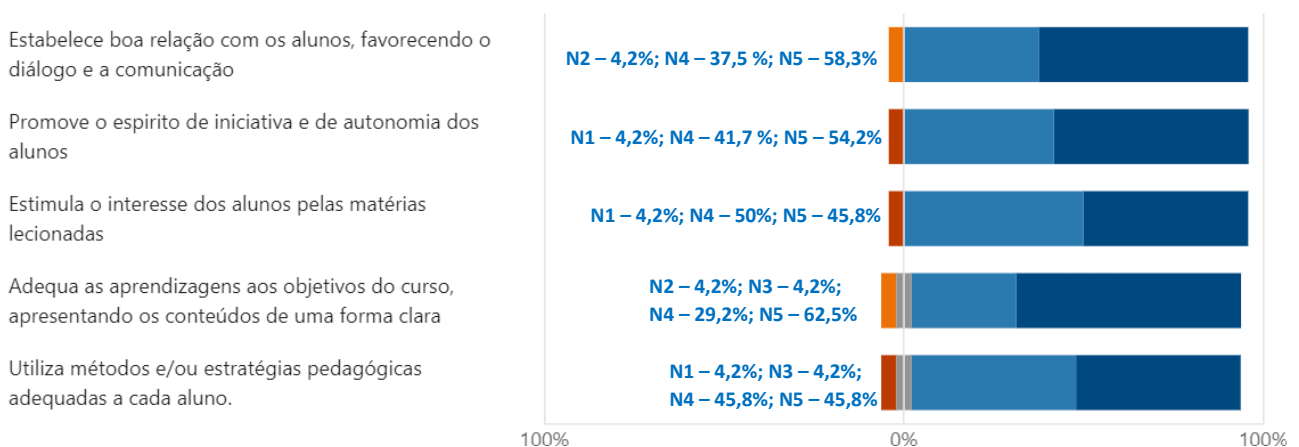 Estabelece boa relação com os alunos, favorecendo o
diálogo e a comunicação
N2 – 4,2%; N4 – 37,5 %; N5 – 58,3%
Promove o espirito de iniciativa e de autonomia dos
alunos
N1 – 4,2%; N4 – 41,7 %; N5 – 54,2%
Estimula o interesse dos alunos pelas matérias
lecionadas
N1 – 4,2%; N4 – 50%; N5 – 45,8%
Adequa as aprendizagens aos objetivos do curso,
apresentando os conteúdos de uma forma clara
N2 – 4,2%; N3 – 4,2%;
N4 – 29,2%; N5 – 62,5%
Utiliza métodos e/ou estratégias pedagógicas
adequadas a cada aluno.
N1 – 4,2%; N3 – 4,2%;
N4 – 45,8%; N5 – 45,8%
100% 0% 100%